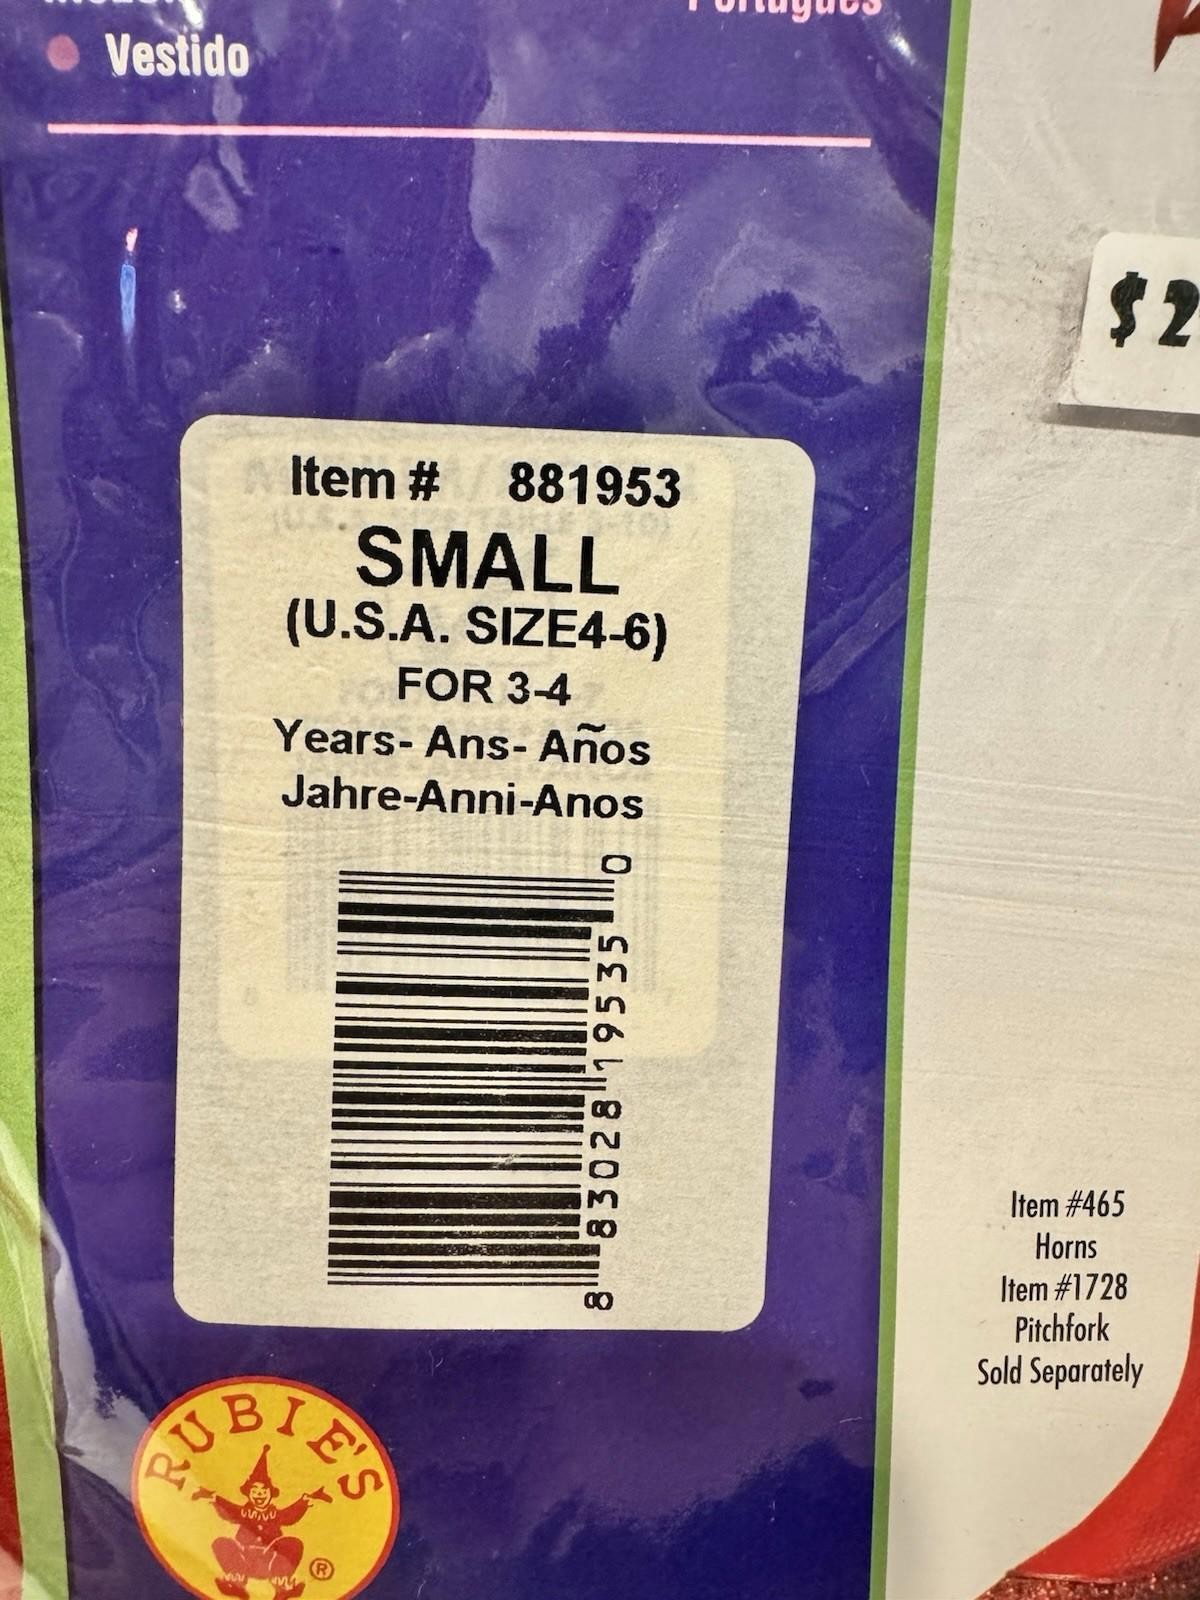 Português
• Vestido
$2
Item # 881953
SMALL
(U.S.A. SIZE4-6)
FOR 3-4
Years- Ans- Años
Jahre-Anni-Anos
8 83028 19535 0
Item #465
Horns
Item #1728
Pitchfork
Sold Separately
RUBIE'S
®